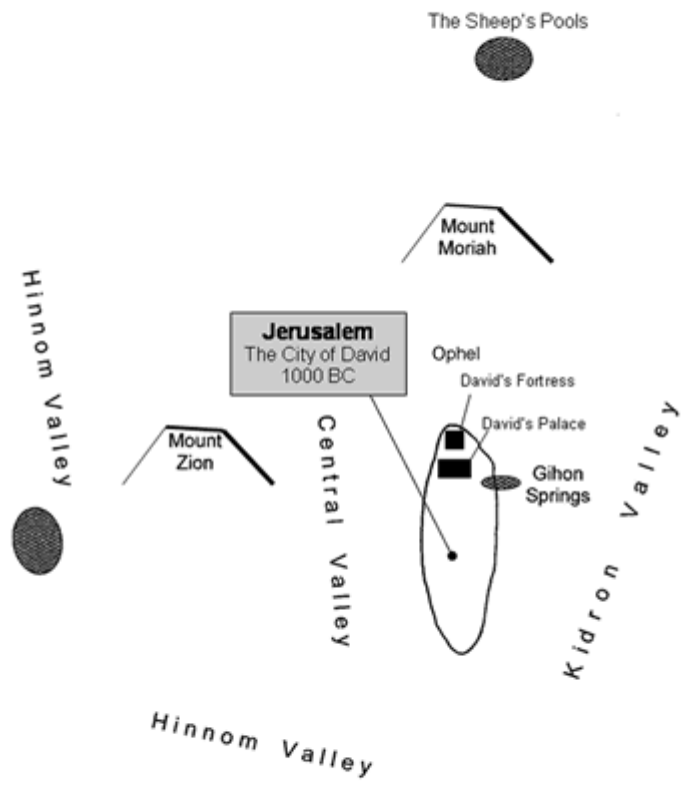 The Sheep's Pools
Mount
Moriah
Hinnom Valley
Jerusalem
The City of David
1000 BC
Ophel
David's Fortress
David's Palace
Mount
Zion
Central Valley
Gihon
Springs
Kidron Valley
Hinnom Valley